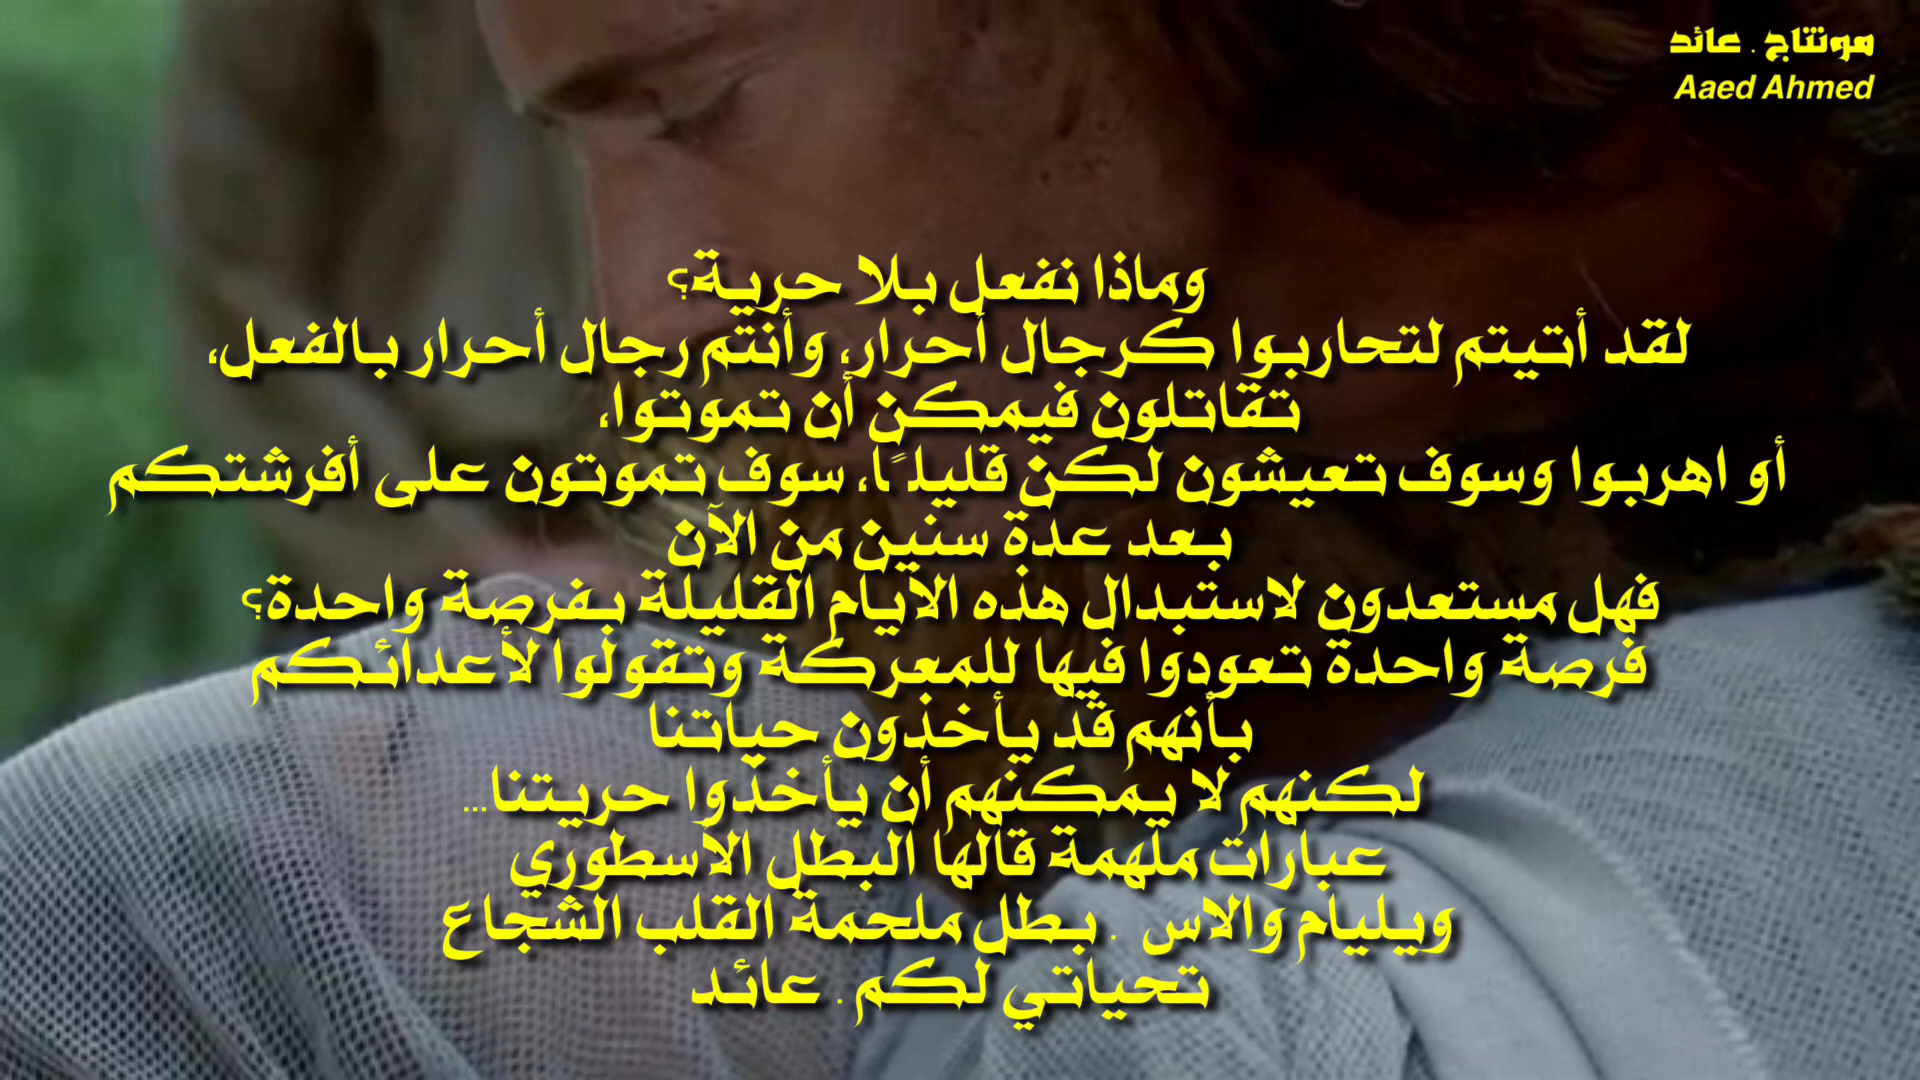 مونتاج . عائد
Aaed Ahmed
وماذا نفعل بلا حرية؟
لقد أتيتم لتحاربوا كرجال أحرار، وأنتم رجال أحرار بالفعل،
تقاتلون فيمكن أن تموتوا،
أو اهربوا وسوف تعيشون لكن قليلًا، سوف تموتون على أفرشتكم
بعد عدة سنين من الآن
فهل مستعدون لاستبدال هذه الايام القليلة بفرصة واحدة؟
فرصة واحدة تعودوا فيها للمعركة وتقولوا لأعدائكم
بأنهم قد يأخذون حياتنا
لكنهم لا يمكنهم أن يأخذوا حريتنا...
عبارات ملهمة قالها البطل الاسطوري
ويليام والاس . بطل ملحمة القلب الشجاع
تحياتي لكم . عائد